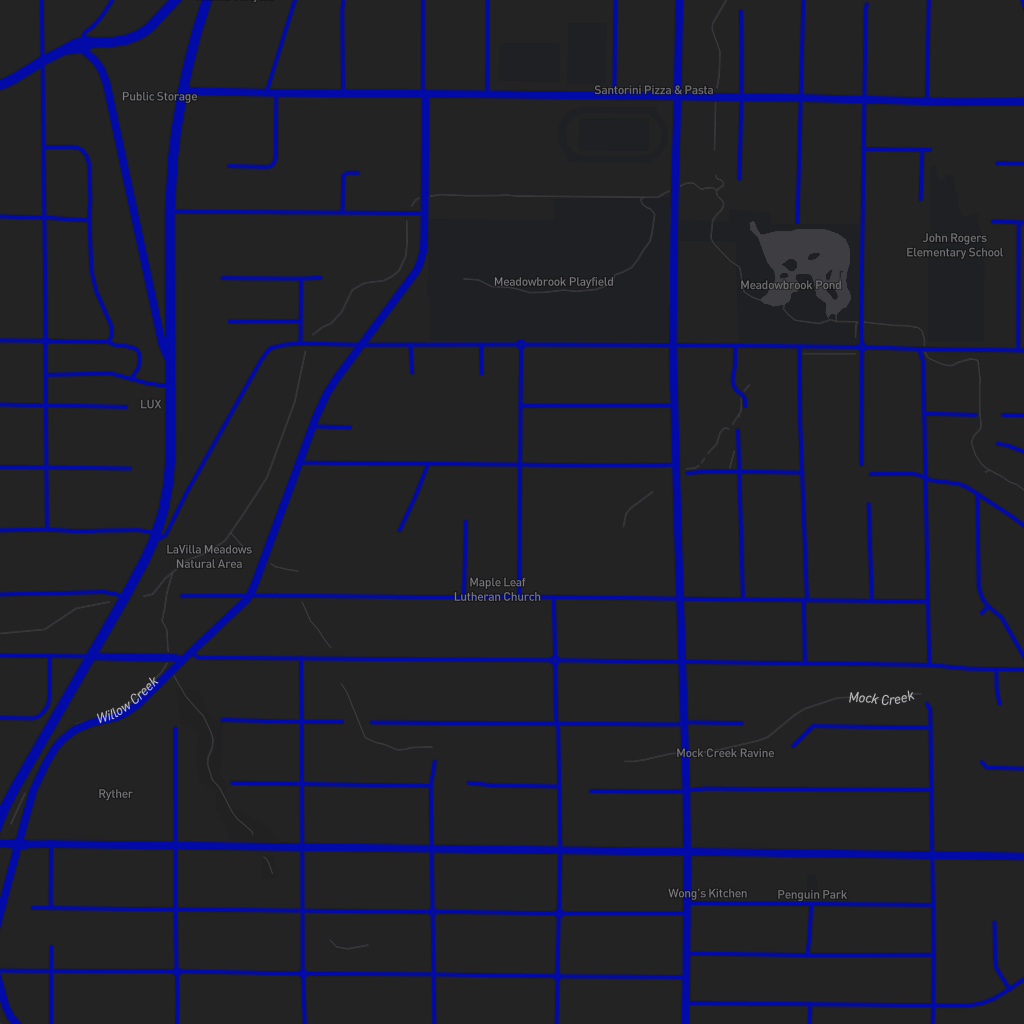 Santorini Pizza & Pasta
Public Storage
John Rogers
Elementary School
Meadowbrook Playfield
Meadowbrook Pond
LUX
LaVilla Meadows
Natural Area
Maple Leaf
Lutheran Church
Willow Creek
Mock Creek
Mock Creek Ravine
Ryther
Wong's Kitchen
Penguin Park